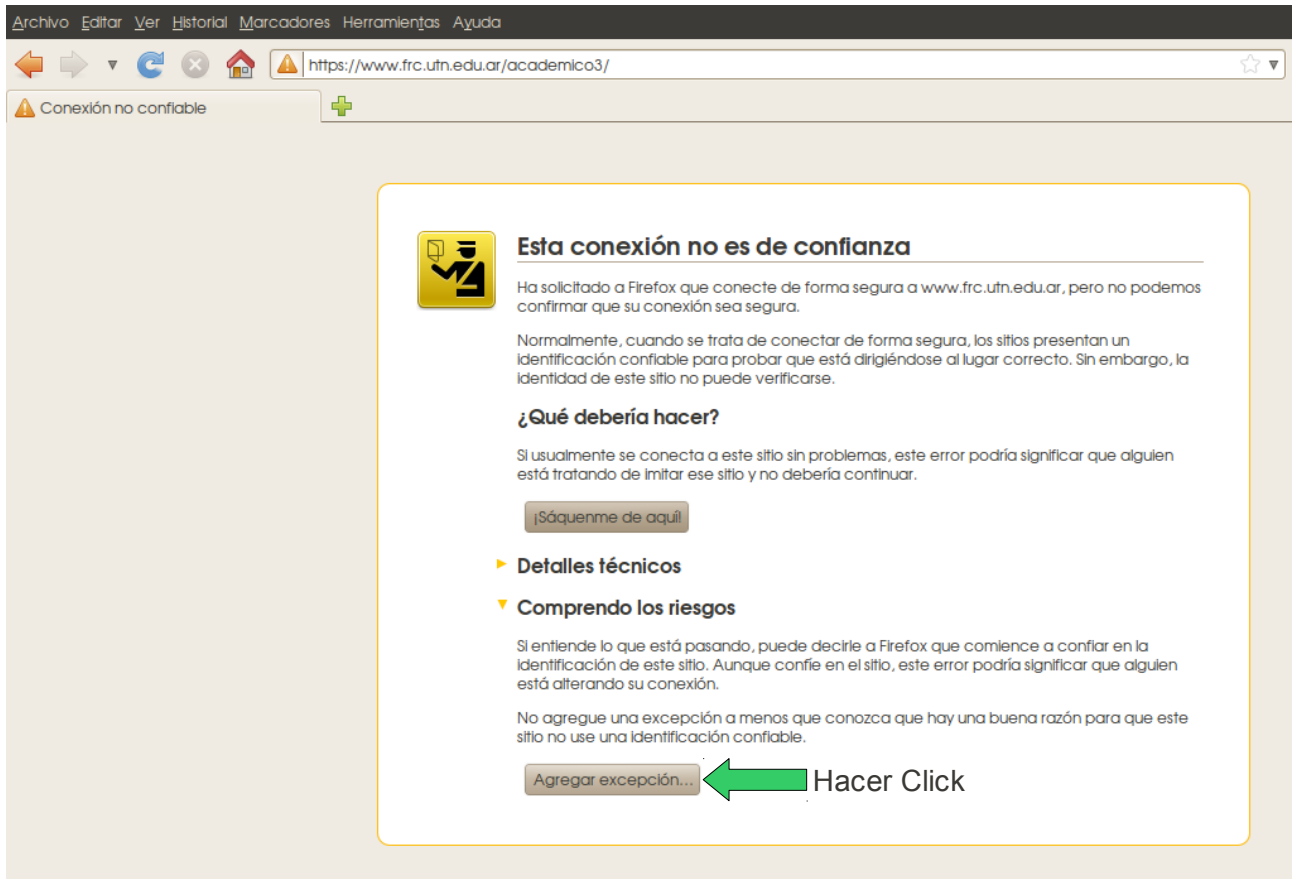 Archivo Editar Ver Historial Marcadores Herramientas Ayuda
https://www.frc.utn.edu.ar/academico3/
Conexión no confiable
Esta conexión no es de confianza
Ha solicitado a Firefox que conecte de forma segura a www.frc.utn.edu.ar, pero no podemos
confirmar que su conexión sea segura.
Normalmente, cuando se trata de conectar de forma segura, los sitios presentan un
identificación confiable para probar que está dirigiéndose al lugar correcto. Sin embargo, la
identidad de este sitio no puede verificarse.
¿Qué debería hacer?
Si usualmente se conecta a este sitio sin problemas, este error podría significar que alguien
está tratando de imitar ese sitio y no debería continuar.
¡Sáquenme de aquí!
Detalles técnicos
Comprendo los riesgos
Si entiende lo que está pasando, puede decirle a Firefox que comience a confiar en la
identificación de este sitio. Aunque confíe en el sitio, este error podría significar que alguien
está alterando su conexión.
No agregue una excepción a menos que conozca que hay una buena razón para que este
sitio no use una identificación confiable.
Agregar excepción... Hacer Click